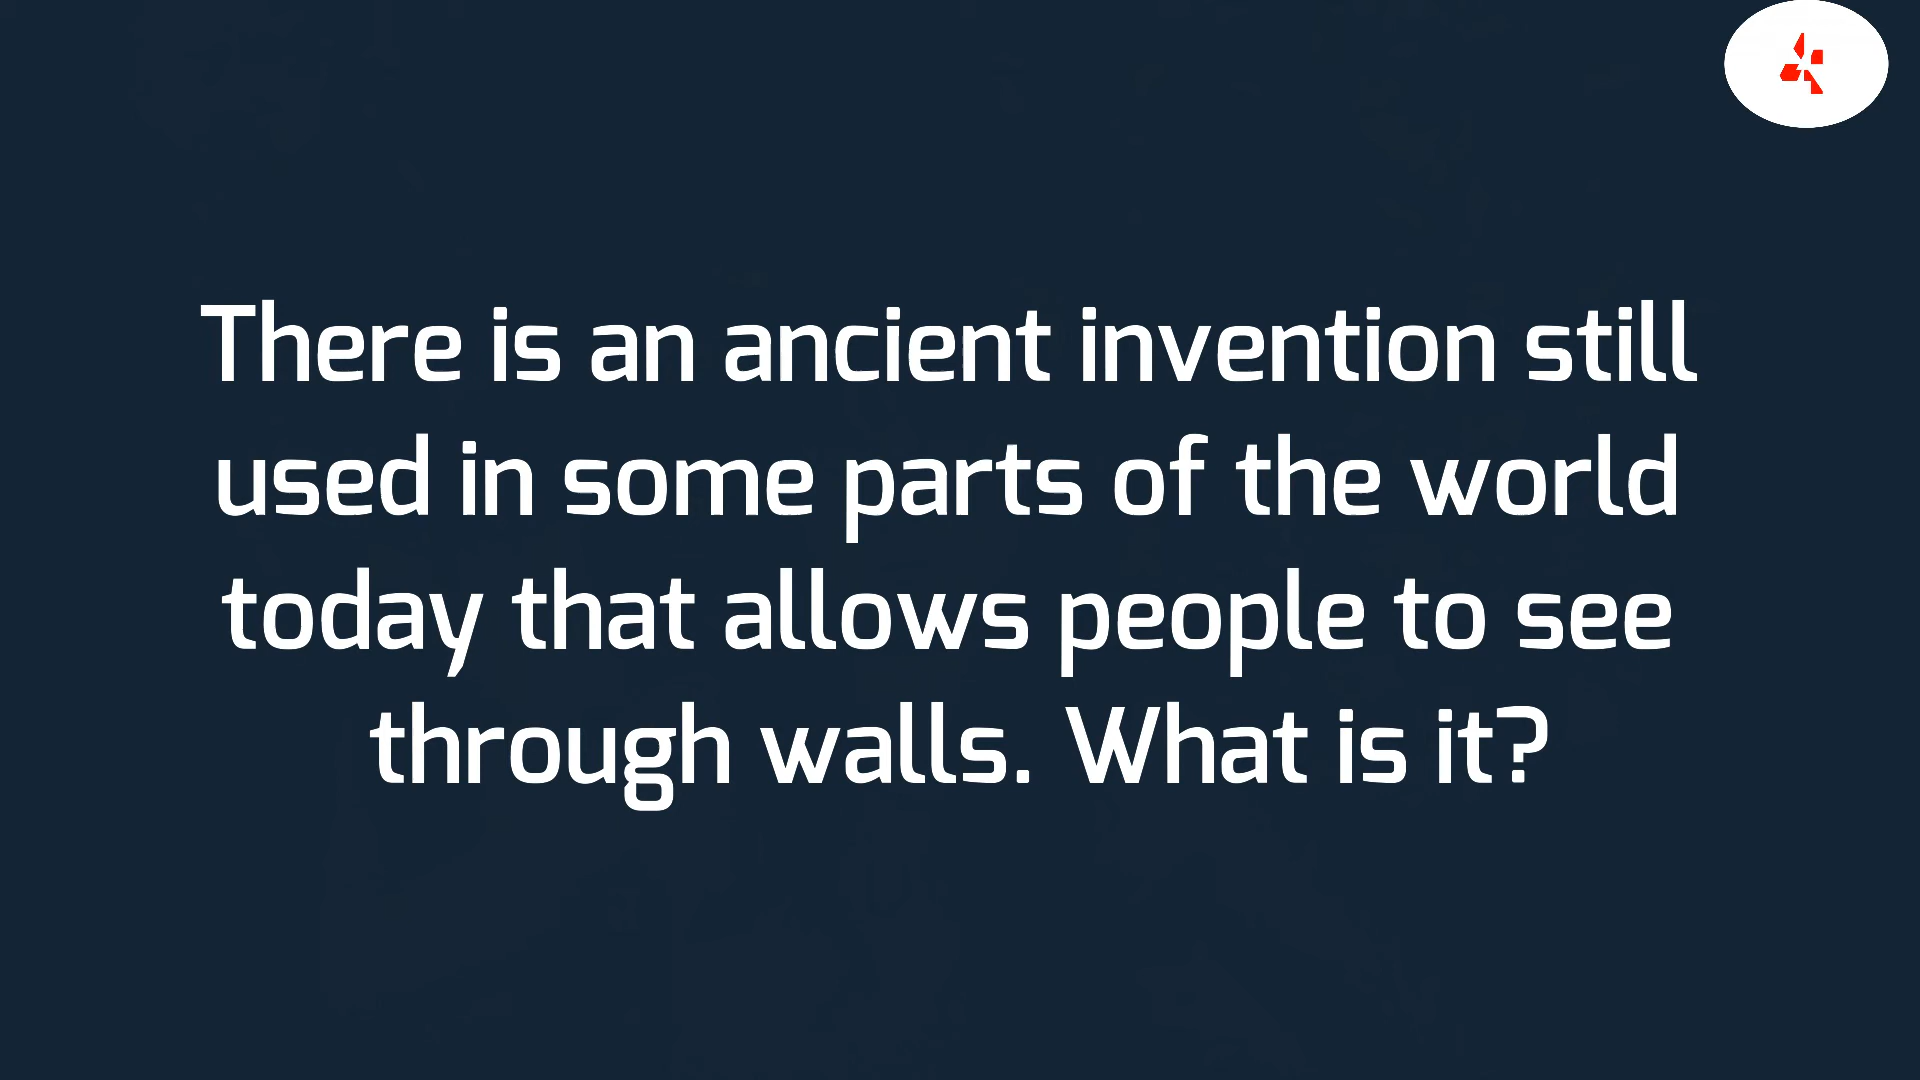 There is an ancient invention still
used in some parts of the world
today that allows people to see
through walls. What is it?